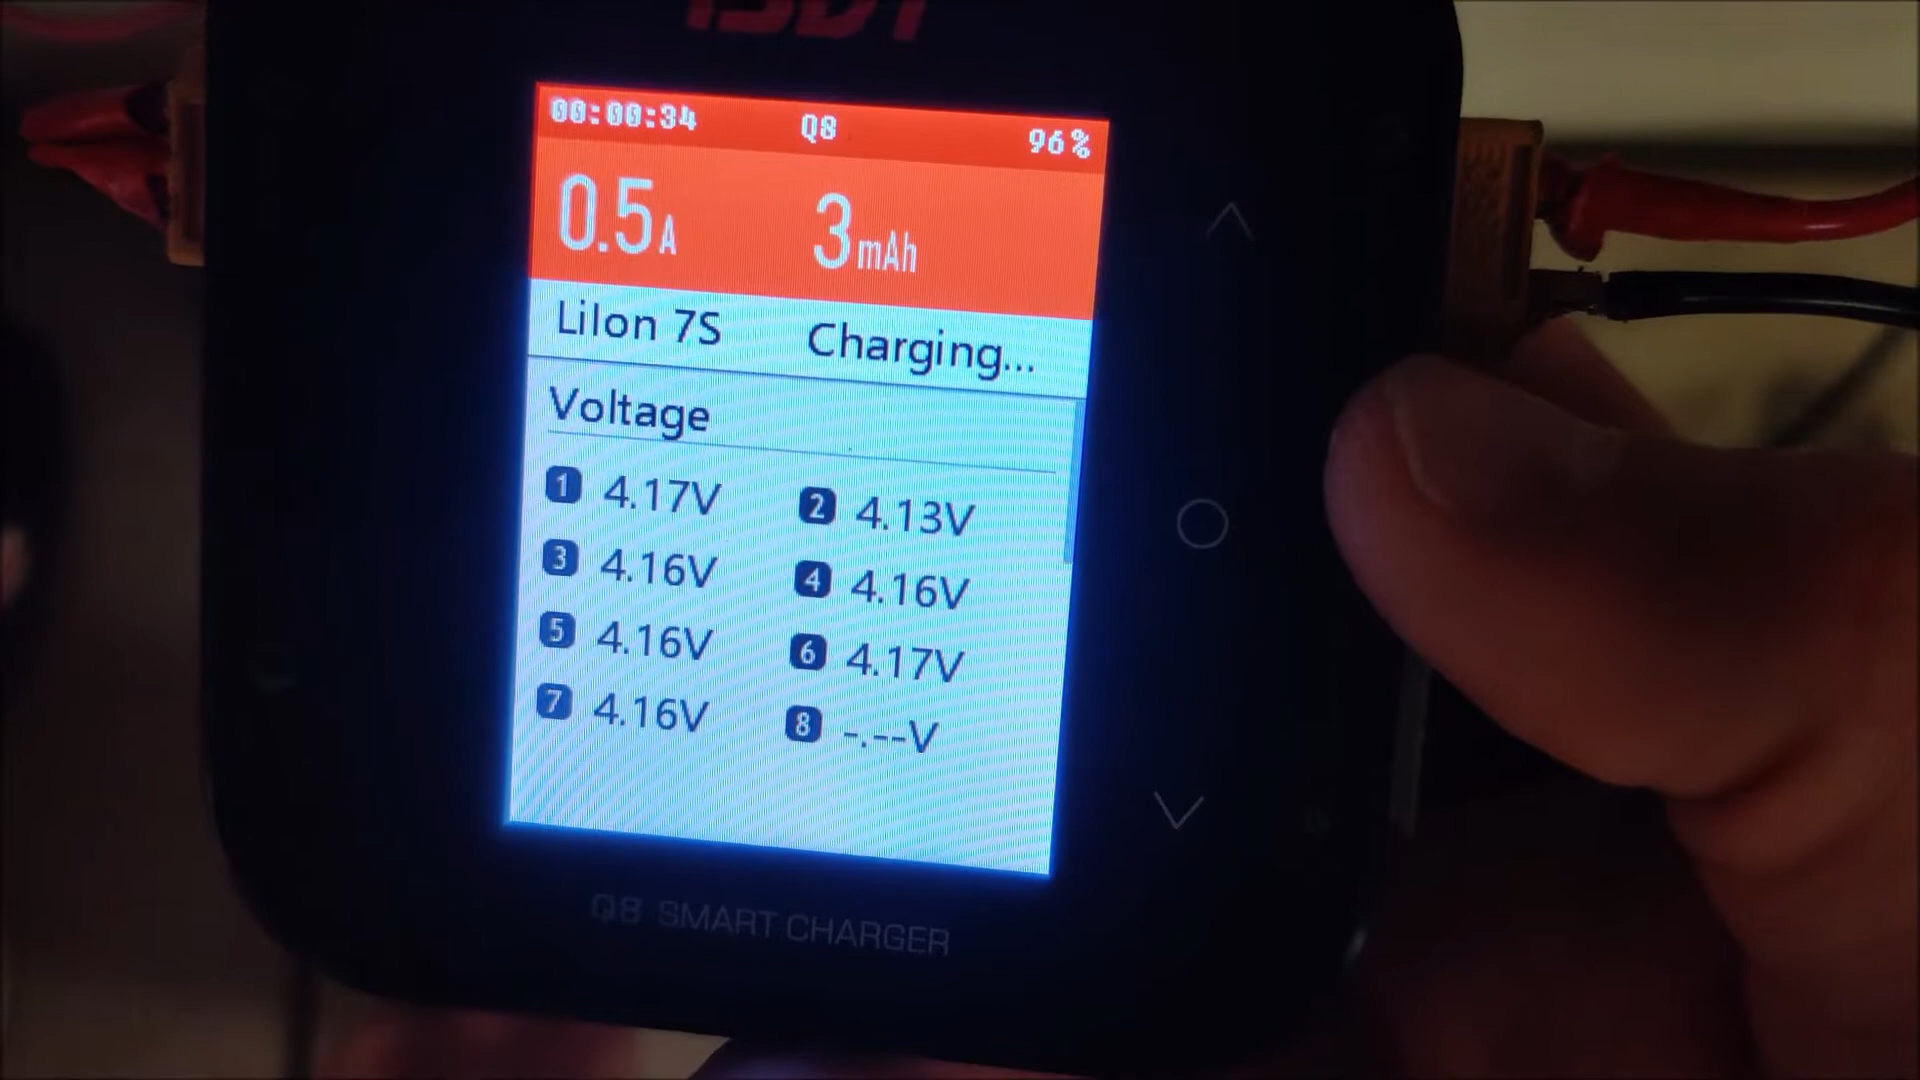 ISDT
00:00:34 Q8 96%
0.5A 3mAh
LiIon 7S Charging...
Voltage
1 4.17V 2 4.13V
3 4.16V 4 4.16V
5 4.16V 6 4.17V
7 4.16V 8 -.--V
Q8 SMART CHARGER